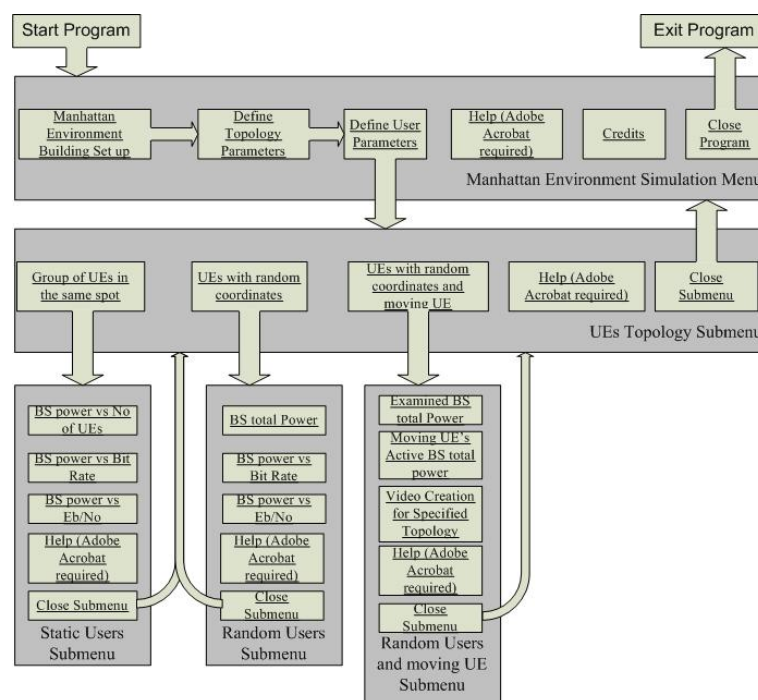 Start Program
Exit Program
Manhattan
Environment
Building Set up
Define
Topology
Parameters
Define User
Parameters
Help (Adobe
Acrobat
required)
Credits
Close
Program
Manhattan Environment Simulation Menu
Group of UEs in
the same spot
UEs with random
coordinates
UEs with random
coordinates and
moving UE
Help (Adobe
Acrobat required)
Close
Submenu
UEs Topology Submenu
BS power vs No
of UEs
BS power vs Bit
Rate
BS power vs
Eb/No
Help (Adobe
Acrobat
required)
Close Submenu
Static Users
Submenu
BS total Power
BS power vs
Bit Rate
BS power vs
Eb/No
Help (Adobe
Acrobat
required)
Close
Submenu
Random Users
Submenu
Examined BS
total Power
Moving UE's
Active BS total
power
Video Creation
for Specified
Topology
Help (Adobe
Acrobat
required)
Close
Submenu
Random Users
and moving UE
Submenu